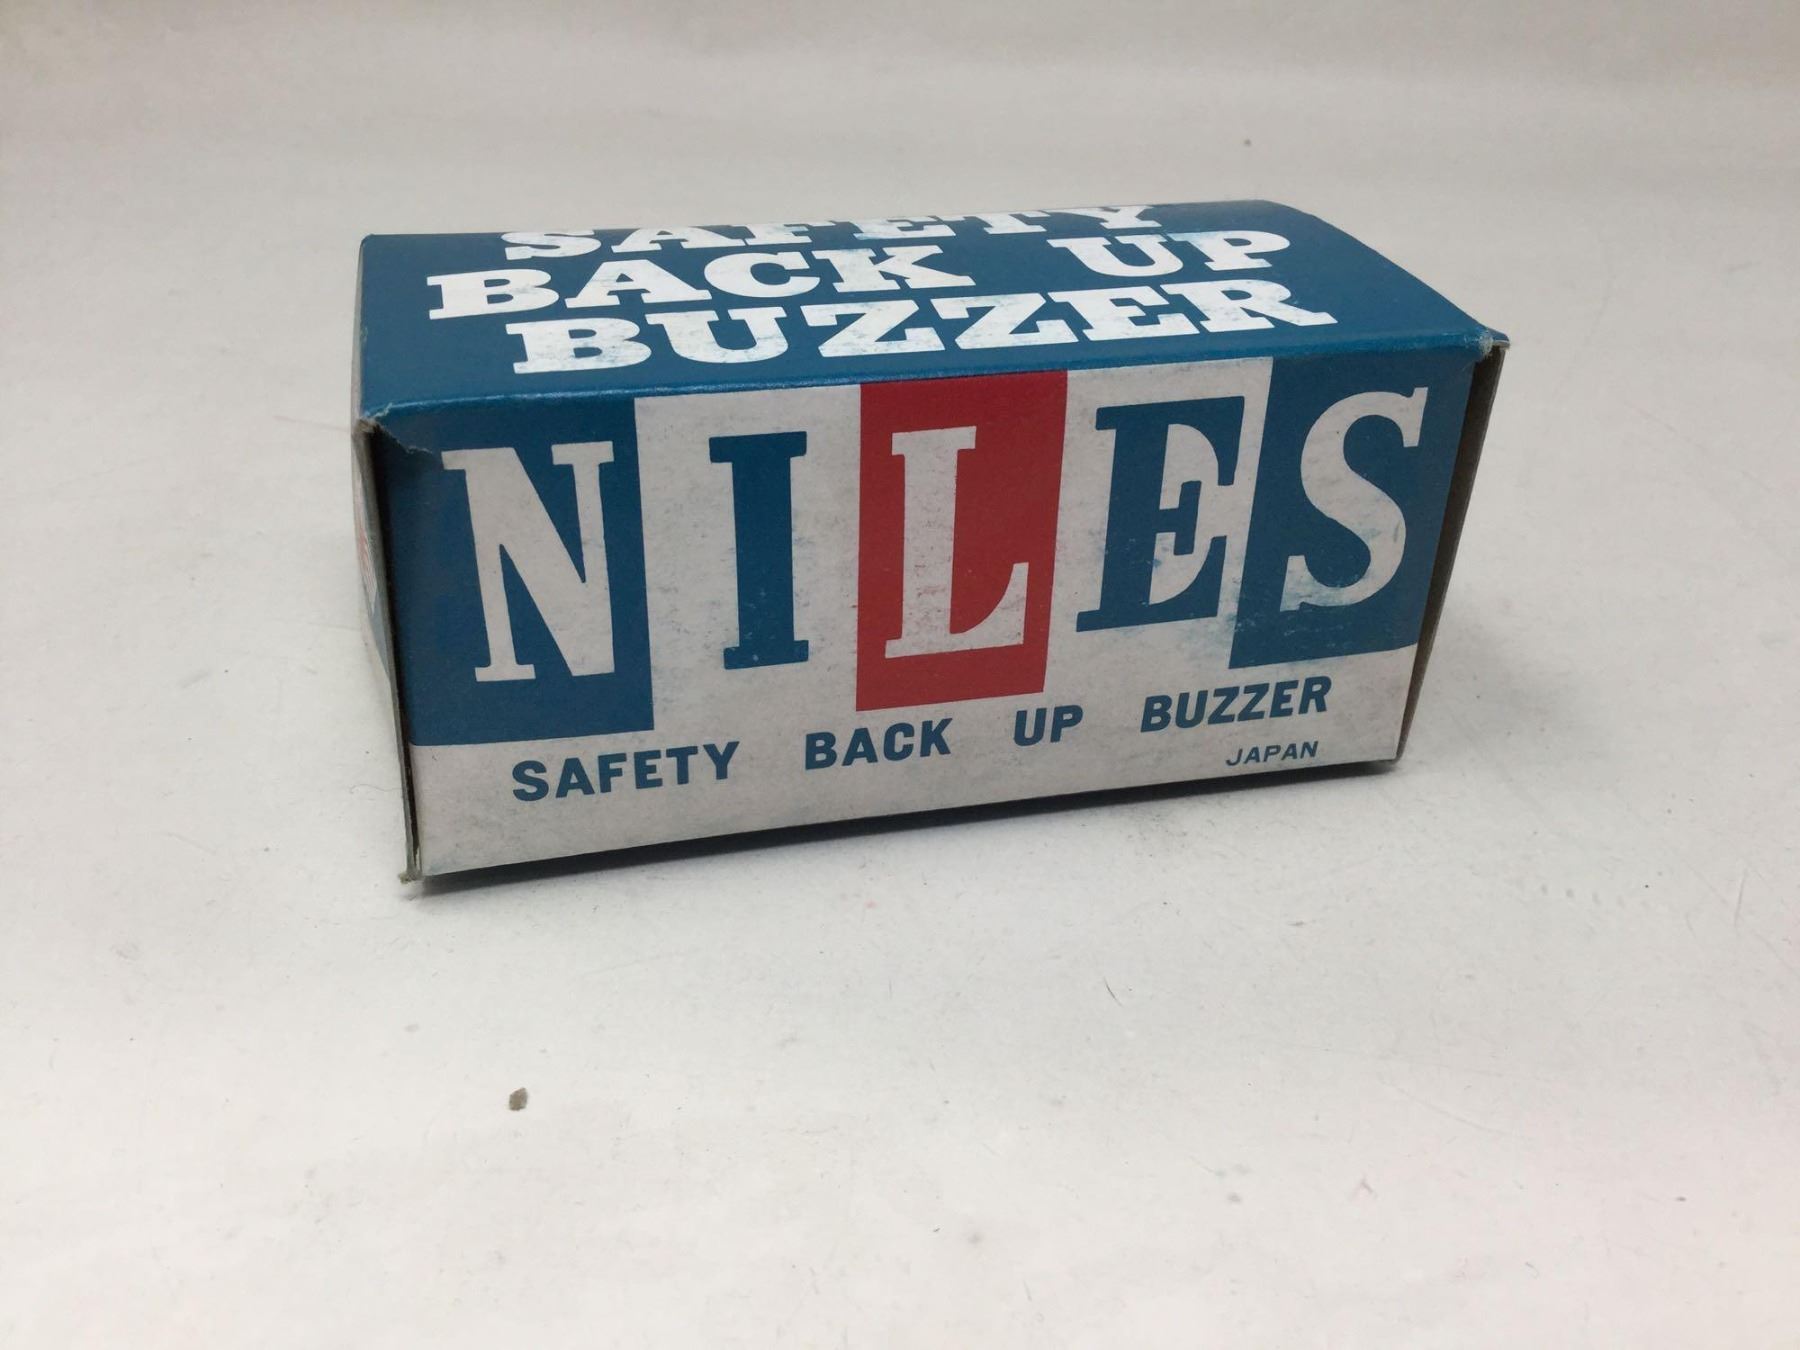 SAFETY
BACK UP
BUZZER
NILES
SAFETY BACK UP BUZZER
JAPAN